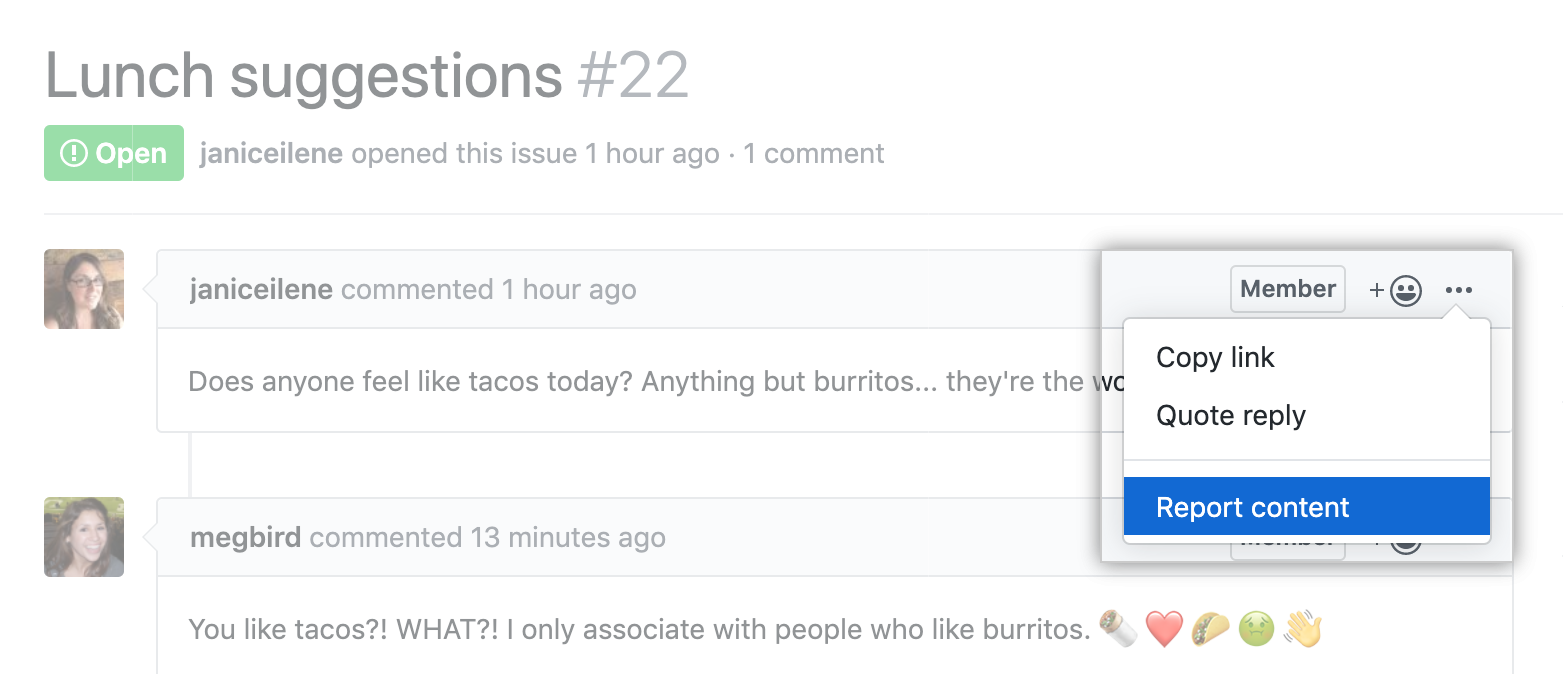 Lunch suggestions #22
Open janiceilene opened this issue 1 hour ago · 1 comment
janiceilene commented 1 hour ago Member + •••
Copy link
Does anyone feel like tacos today? Anything but burritos... they're the
Quote reply
Report content
megbird commented 13 minutes ago
You like tacos?! WHAT?! I only associate with people who like burritos. 🌯❤️🌮🤢👋